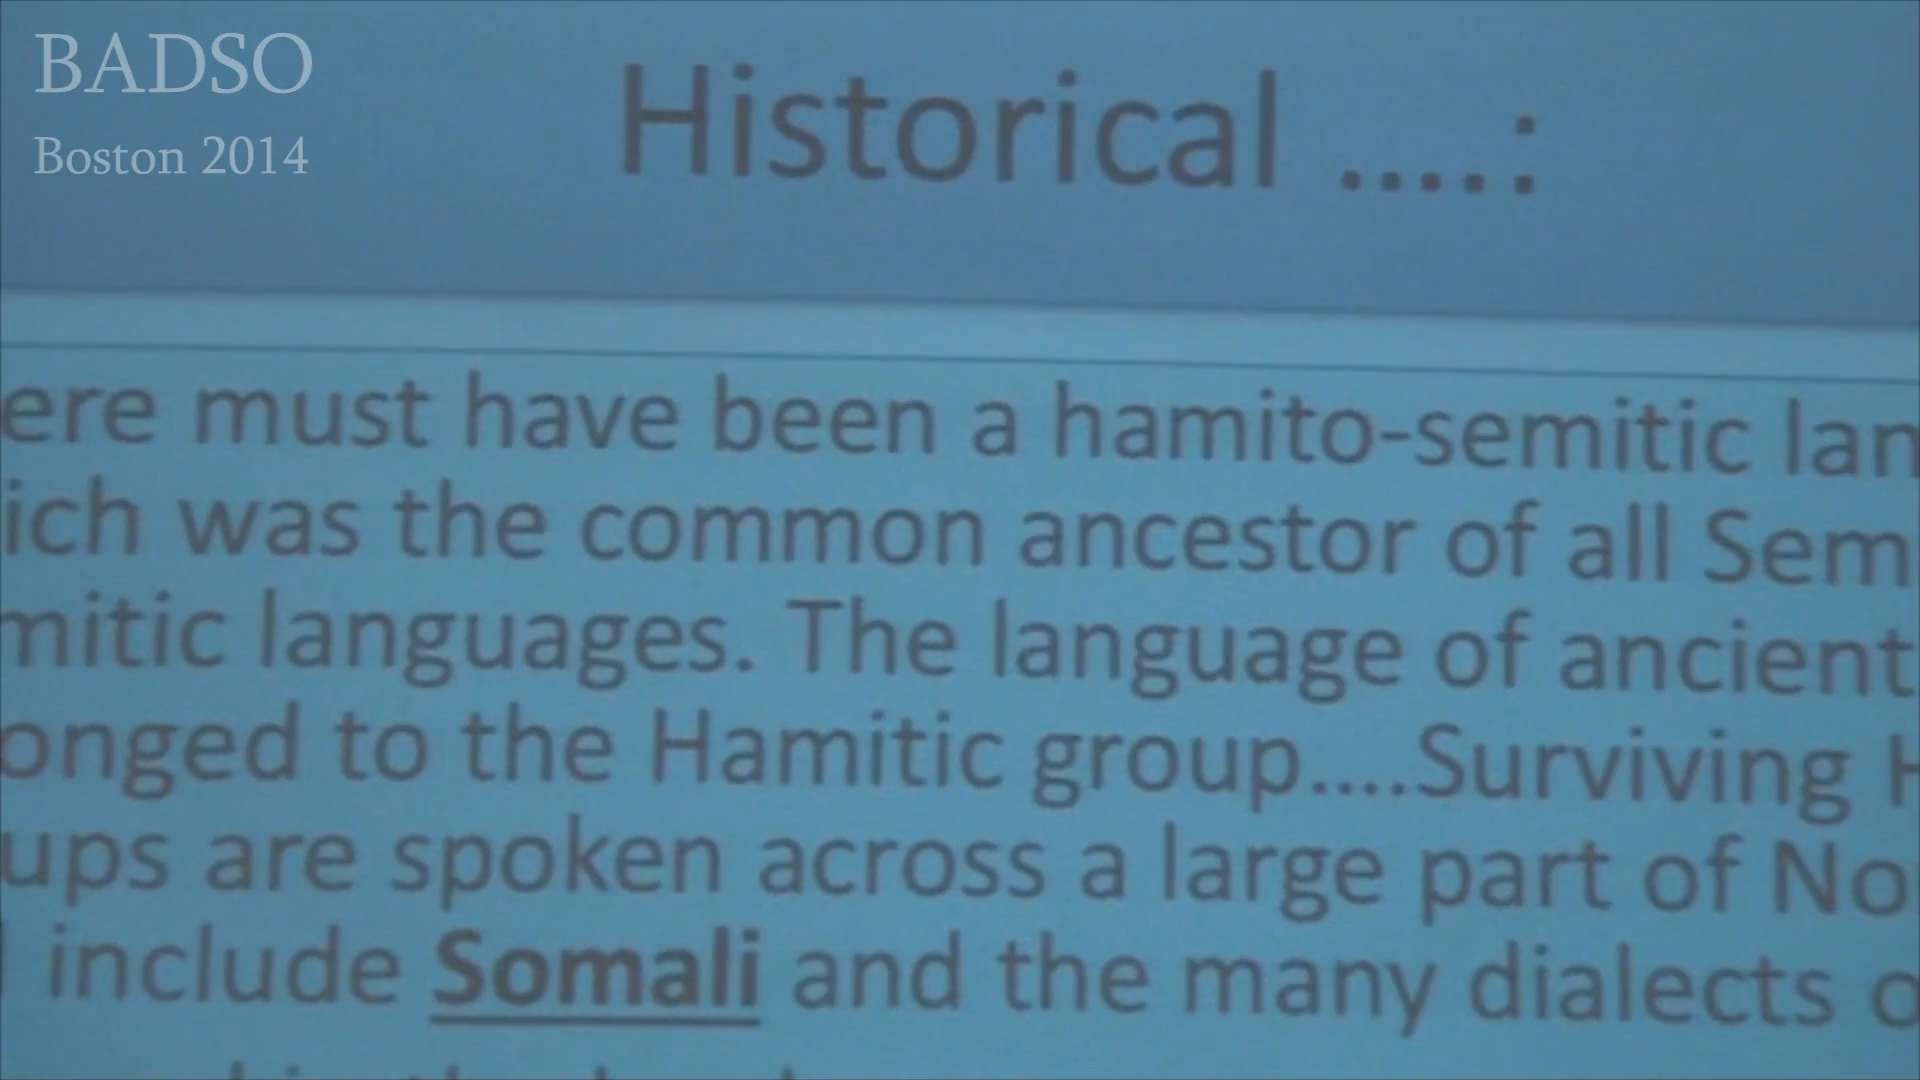 BADSO
Boston 2014
Historical ....:
ere must have been a hamito-semitic lan
ich was the common ancestor of all Sem
mitic languages. The language of ancient
onged to the Hamitic group....Surviving H
ups are spoken across a large part of No
include Somali and the many dialects o